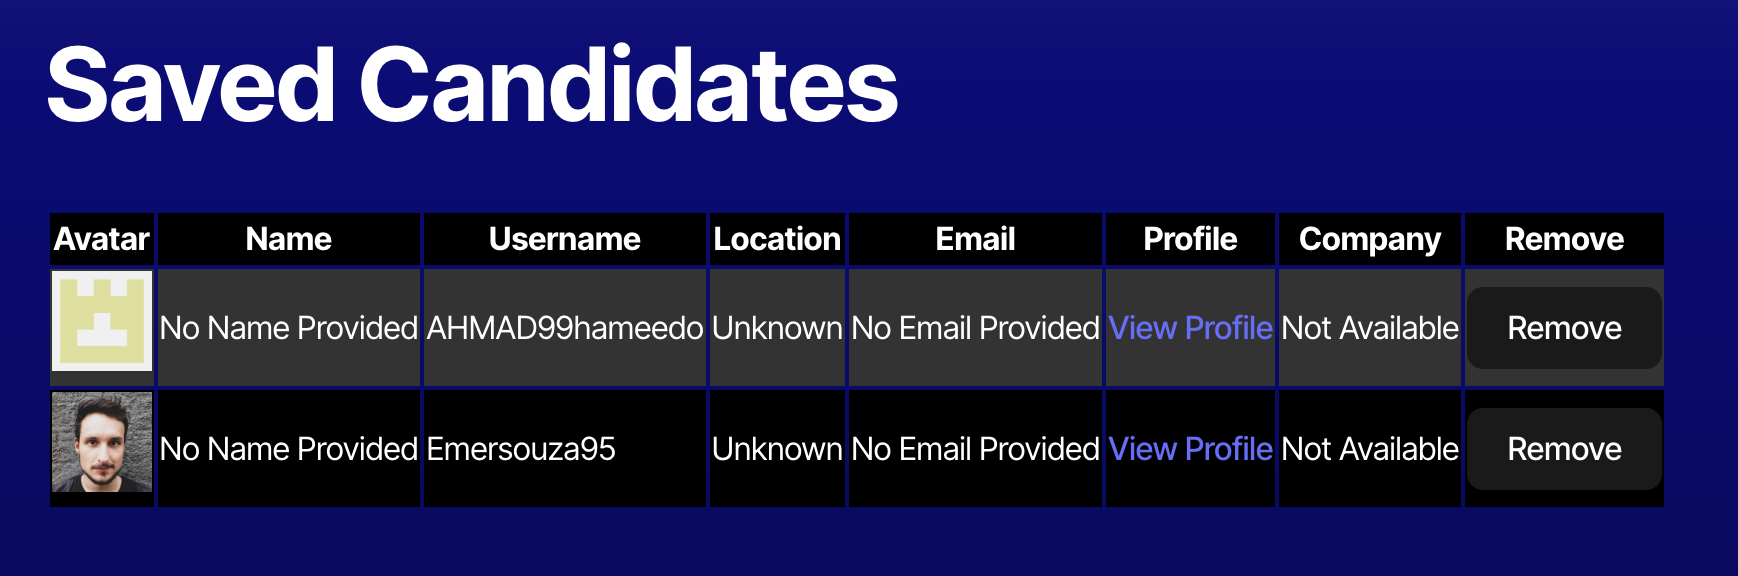 Saved Candidates
Avatar Name Username Location Email Profile Company Remove
No Name Provided AHMAD99hameedo Unknown No Email Provided View Profile Not Available Remove
No Name Provided Emersouza95 Unknown No Email Provided View Profile Not Available Remove